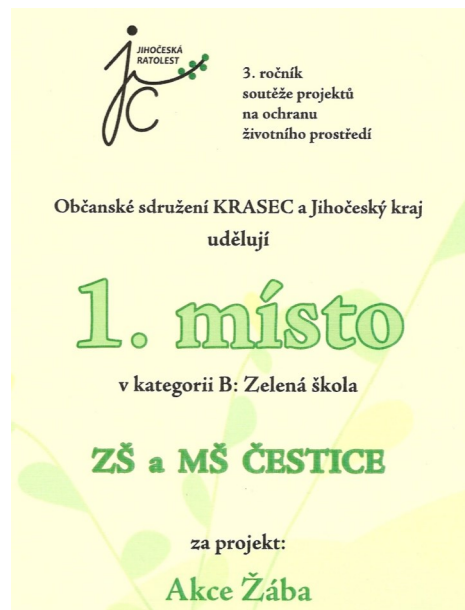 JIHOČESKÁ
RATOLEST
jc
3. ročník
soutěže projektů
na ochranu
životního prostředí
Občanské sdružení KRASEC a Jihočeský kraj
udělují
1. místo
v kategorii B: Zelená škola
ZŠ a MŠ ČESTICE
za projekt:
Akce Žába